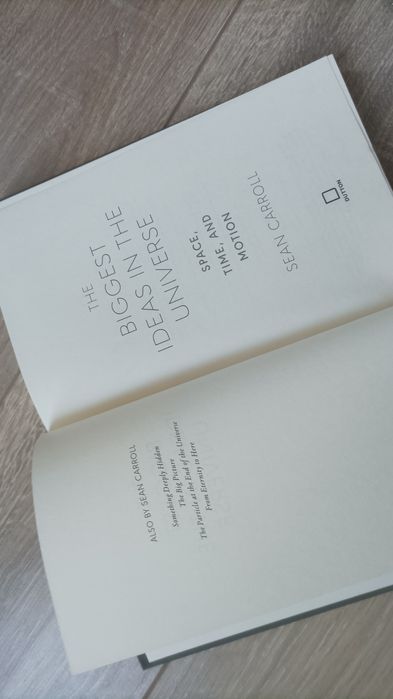 ALSO BY SEAN CARROLL
Something Deeply Hidden
The Big Picture
The Particle at the End of the Universe
From Eternity to Here
THE
BIGGEST
IDEAS IN THE
UNIVERSE
SPACE,
TIME, AND
MOTION
SEAN CARROLL
DUTTON